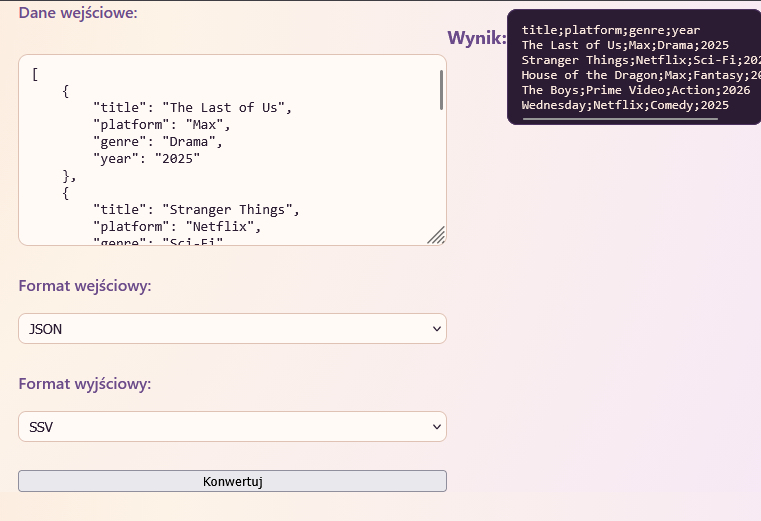 Dane wejściowe:
[
    {
        "title": "The Last of Us",
        "platform": "Max",
        "genre": "Drama",
        "year": "2025"
    },
    {
        "title": "Stranger Things",
        "platform": "Netflix",
        "genre": "Sci-Fi"
Format wejściowy:
JSON
Format wyjściowy:
SSV
Konwertuj
Wynik:
title;platform;genre;year
The Last of Us;Max;Drama;2025
Stranger Things;Netflix;Sci-Fi;202
House of the Dragon;Max;Fantasy;20
The Boys;Prime Video;Action;2026
Wednesday;Netflix;Comedy;2025